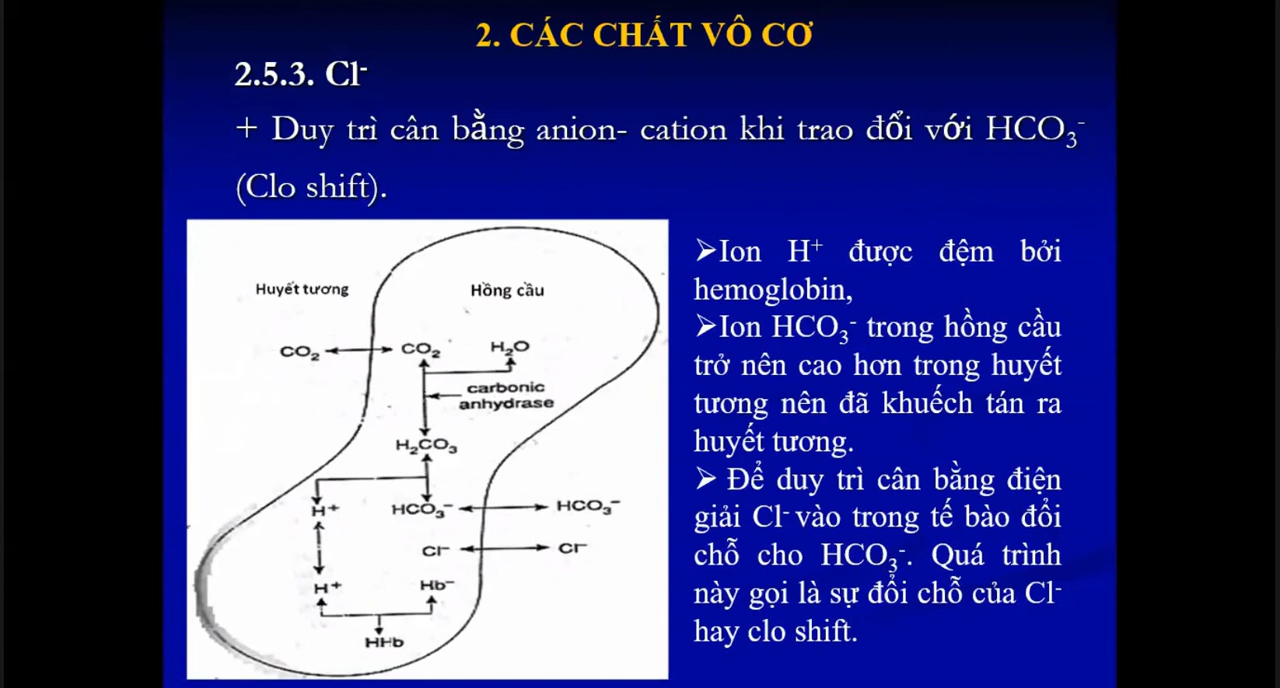 2. CÁC CHẤT VÔ CƠ
2.5.3. Cl⁻
+ Duy trì cân bằng anion- cation khi trao đổi với HCO₃⁻
(Clo shift).
Huyết tương
Hồng cầu
CO₂
CO₂
H₂O
carbonic
anhydrase
H₂CO₃
H⁺
HCO₃⁻
HCO₃⁻
Cl⁻
Cl⁻
H⁺
Hb⁻
HHb
➢Ion H⁺ được đệm bởi
hemoglobin,
➢Ion HCO₃⁻ trong hồng cầu
trở nên cao hơn trong huyết
tương nên đã khuếch tán ra
huyết tương.
➢ Để duy trì cân bằng điện
giải Cl⁻ vào trong tế bào đổi
chỗ cho HCO₃⁻. Quá trình
này gọi là sự đổi chỗ của Cl⁻
hay clo shift.